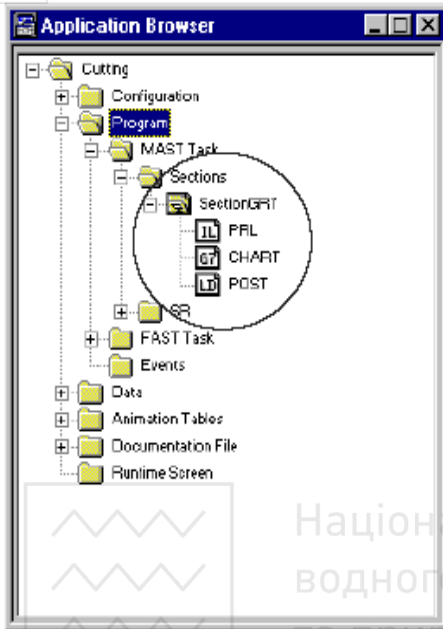 Application Browser
Cutting
Configuration
Program
MAST Task
Sections
SectionGRT
IL PRL
G7 CHART
LD POST
SR
FAST Task
Events
Data
Animation Tables
Documentation File
Runtime Screen
Націон
водног